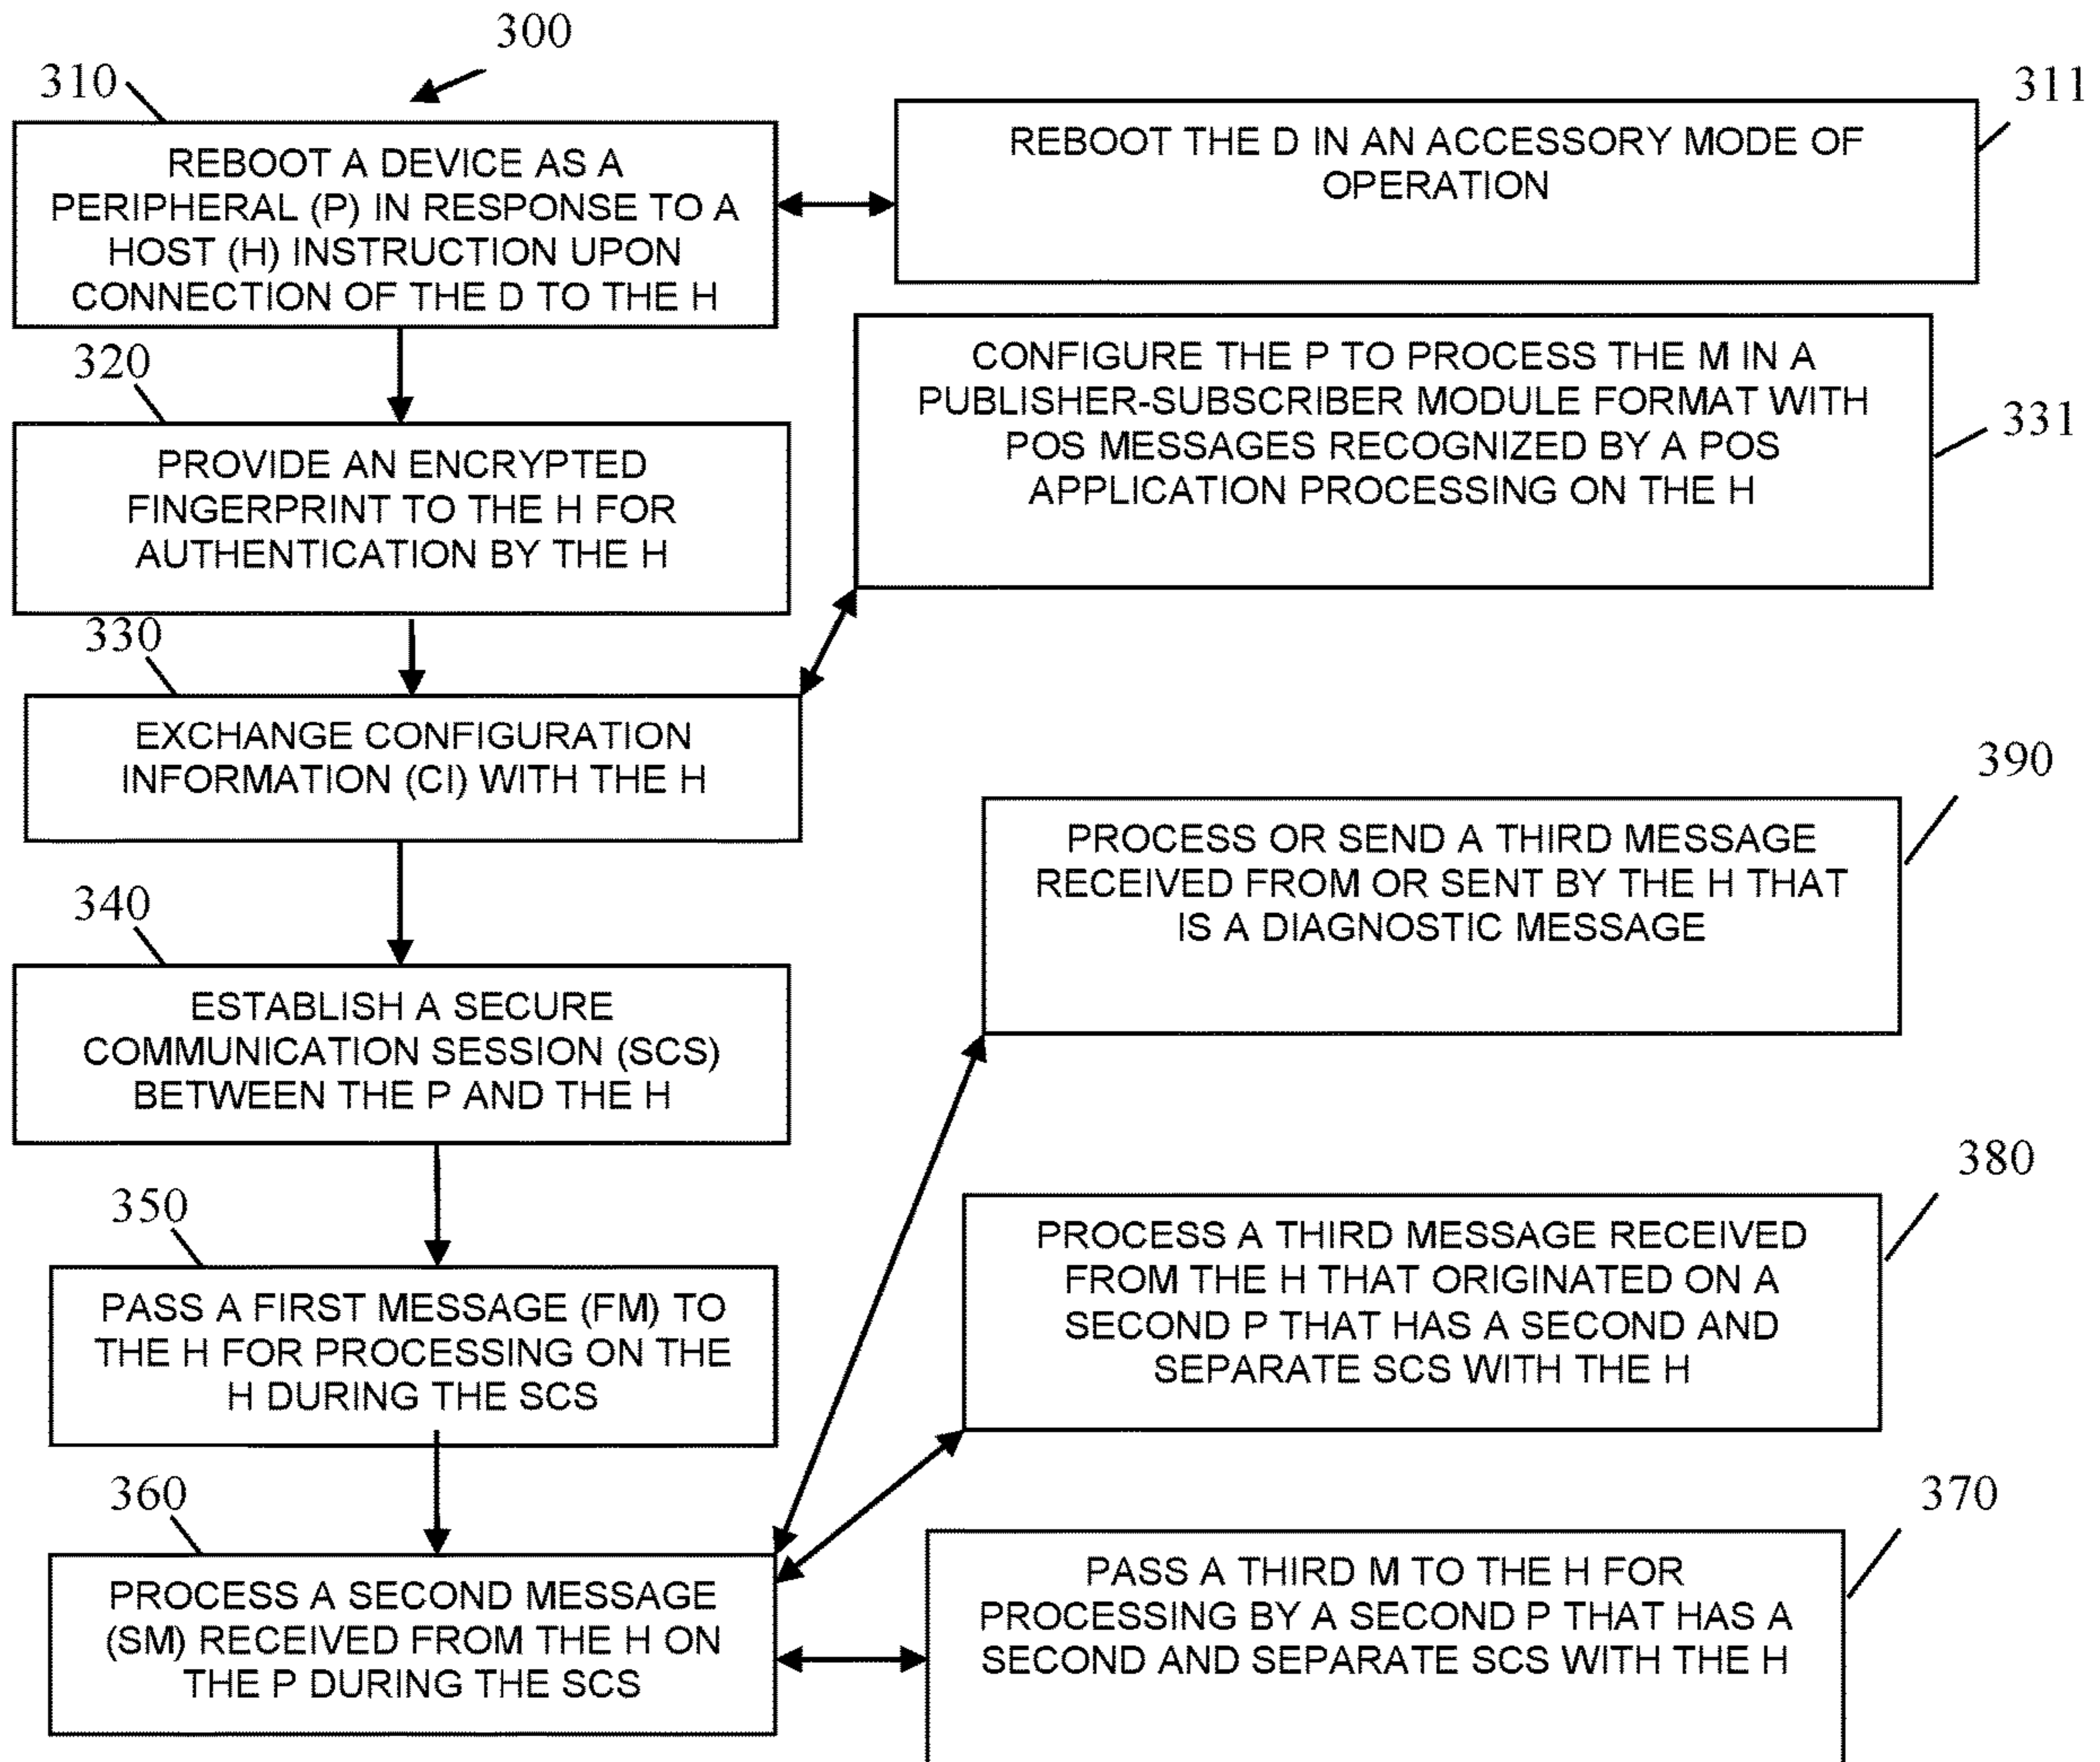 300
310
REBOOT A DEVICE AS A
PERIPHERAL (P) IN RESPONSE TO A
HOST (H) INSTRUCTION UPON
CONNECTION OF THE D TO THE H
311
REBOOT THE D IN AN ACCESSORY MODE OF
OPERATION
320
PROVIDE AN ENCRYPTED
FINGERPRINT TO THE H FOR
AUTHENTICATION BY THE H
331
CONFIGURE THE P TO PROCESS THE M IN A
PUBLISHER-SUBSCRIBER MODULE FORMAT WITH
POS MESSAGES RECOGNIZED BY A POS
APPLICATION PROCESSING ON THE H
330
EXCHANGE CONFIGURATION
INFORMATION (CI) WITH THE H
340
ESTABLISH A SECURE
COMMUNICATION SESSION (SCS)
BETWEEN THE P AND THE H
390
PROCESS OR SEND A THIRD MESSAGE
RECEIVED FROM OR SENT BY THE H THAT
IS A DIAGNOSTIC MESSAGE
350
PASS A FIRST MESSAGE (FM) TO
THE H FOR PROCESSING ON THE
H DURING THE SCS
380
PROCESS A THIRD MESSAGE RECEIVED
FROM THE H THAT ORIGINATED ON A
SECOND P THAT HAS A SECOND AND
SEPARATE SCS WITH THE H
360
PROCESS A SECOND MESSAGE
(SM) RECEIVED FROM THE H ON
THE P DURING THE SCS
370
PASS A THIRD M TO THE H FOR
PROCESSING BY A SECOND P THAT HAS A
SECOND AND SEPARATE SCS WITH THE H